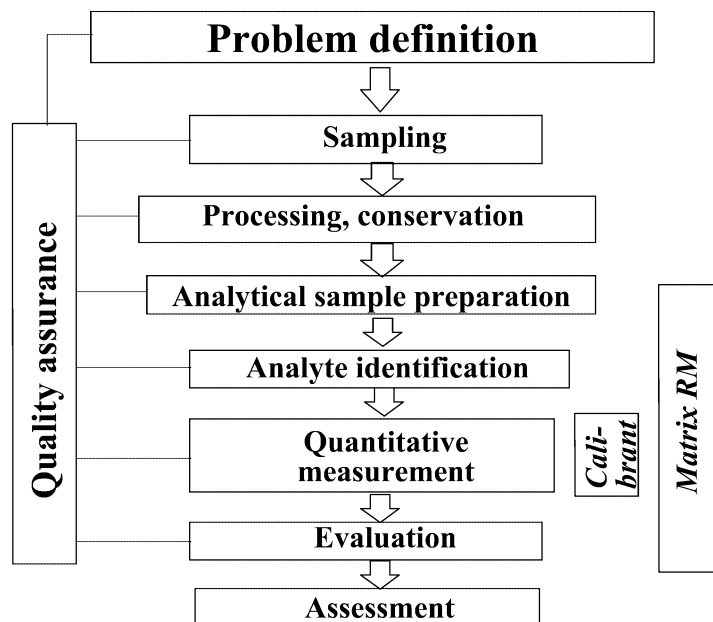 Problem definition
Sampling
Processing, conservation
Analytical sample preparation
Analyte identification
Quantitative
measurement
Evaluation
Assessment
Quality assurance
Cali-
brant
Matrix RM